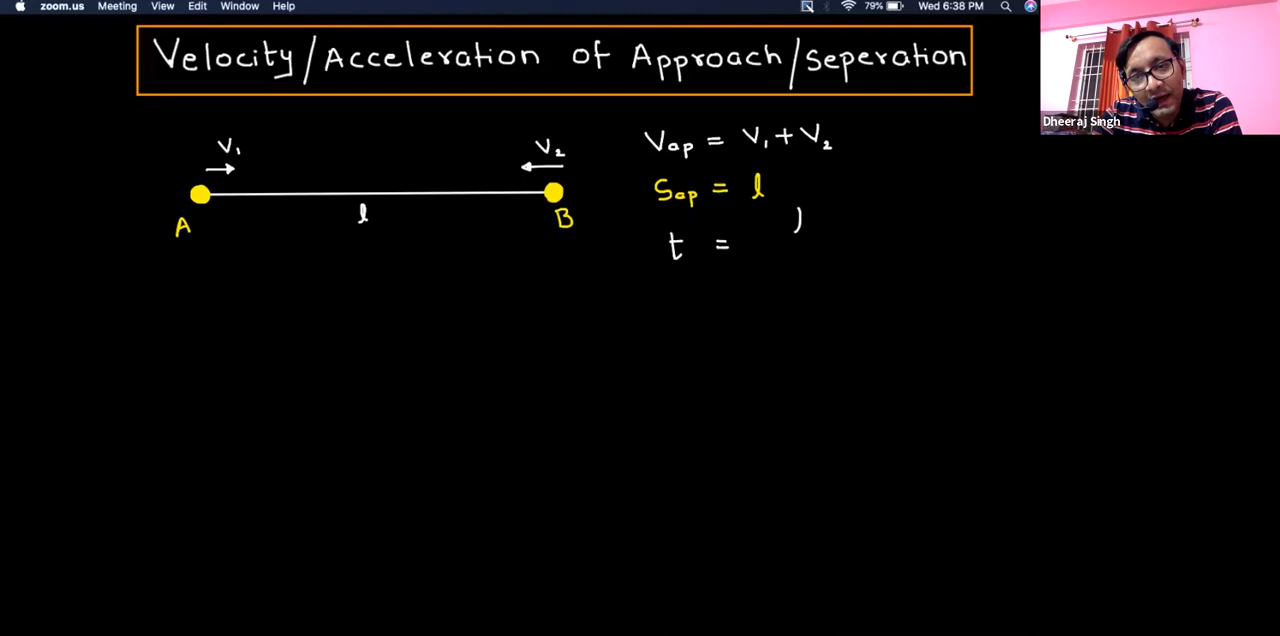 zoom.us Meeting View Edit Window Help 79% Wed 6:38 PM
Velocity/Acceleration of Approach/Seperation
Dheeraj Singh
V₁ V₂ Vap = V₁ + V₂
Sap = l
A l B
t =